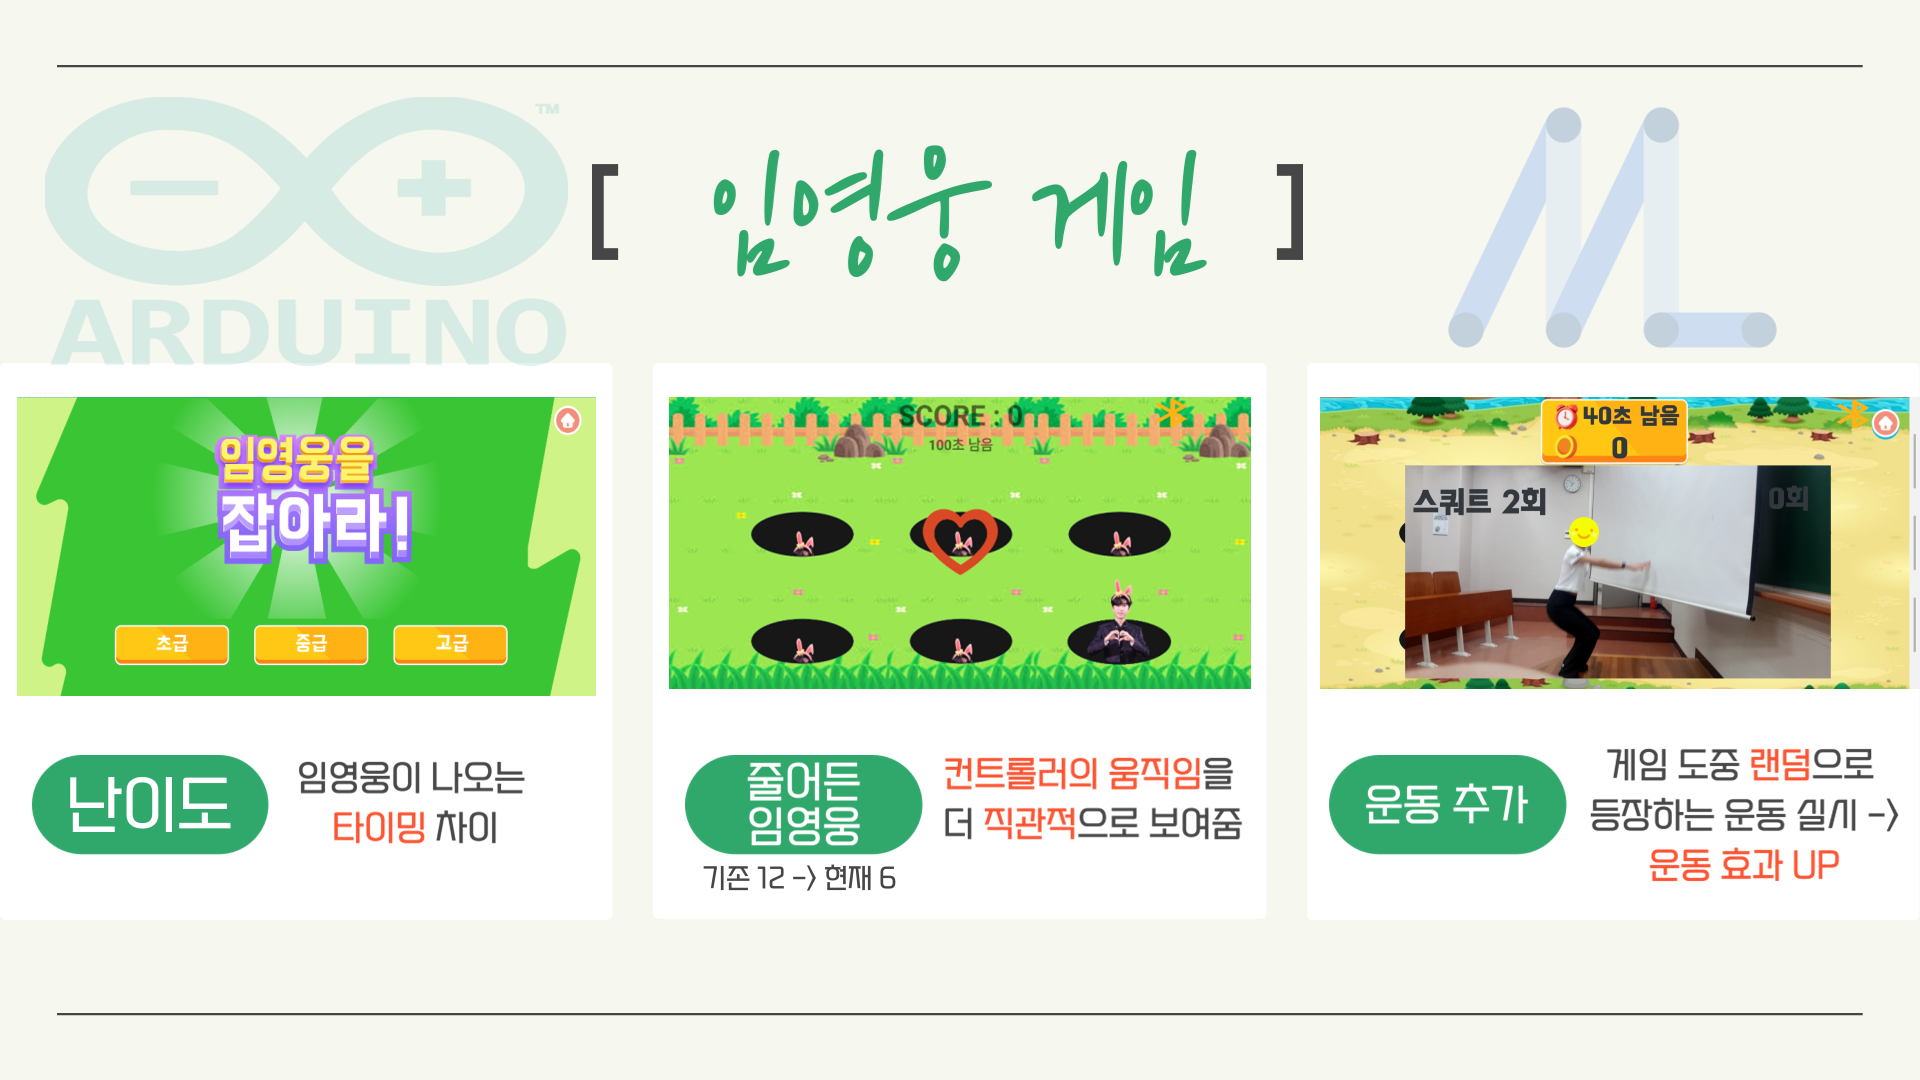 TM
ARDUINO
[ 임영웅 게임 ]
임영웅을
잡아라!
초급
중급
고급
난이도
임영웅이 나오는
타이밍 차이
SCORE : 0
100초 남음
줄어든
임영웅
기존 12 -> 현재 6
컨트롤러의 움직임을
더 직관적으로 보여줌
40초 남음
0
스쿼트 2회
0회
운동 추가
게임 도중 랜덤으로
등장하는 운동 실시 ->
운동 효과 UP